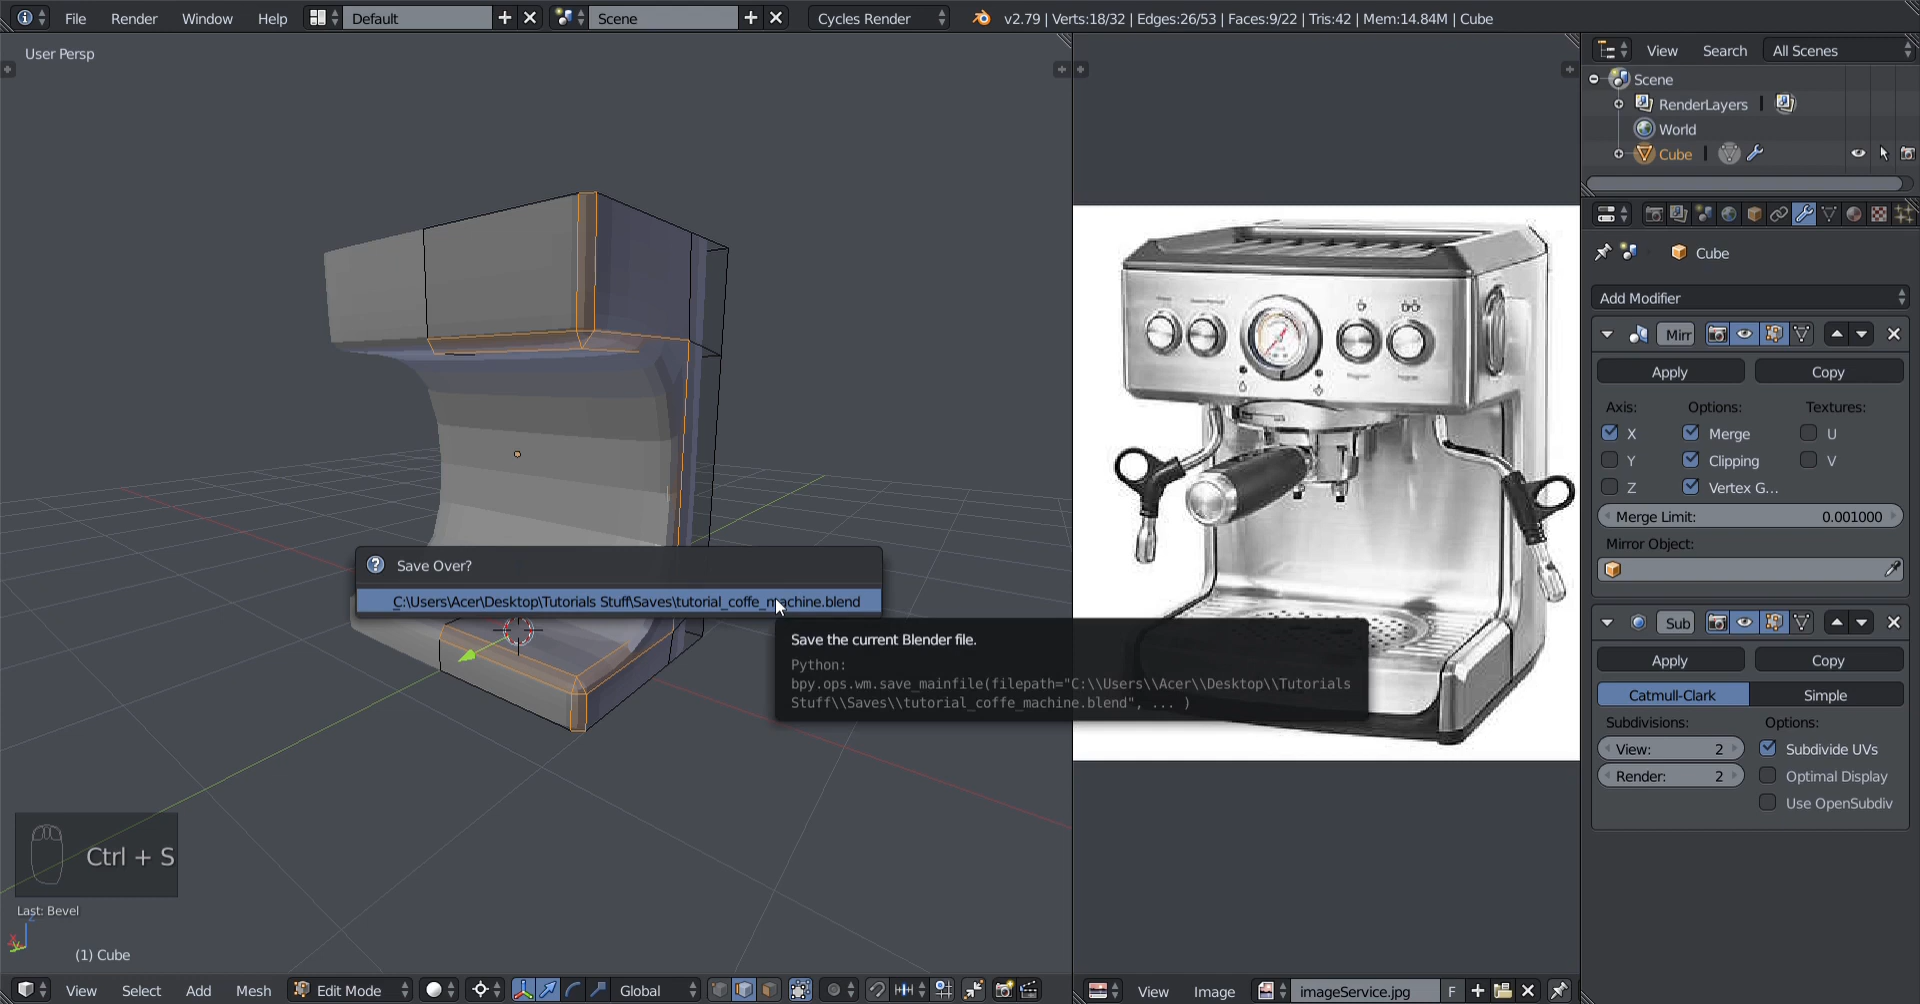 File Render Window Help Default Scene Cycles Render v2.79 | Verts:18/32 | Edges:26/53 | Faces:9/22 | Tris:42 | Mem:14.84M | Cube
User Persp
View Search All Scenes
Scene
RenderLayers
World
Cube
Cube
Add Modifier
Mirr
Apply Copy
Axis: Options: Textures:
X Merge U
Y Clipping V
Z Vertex G...
Merge Limit: 0.001000
Mirror Object:
Save Over?
C:\Users\Acer\Desktop\Tutorials Stuff\Saves\tutorial_coffe_machine.blend
Save the current Blender file.
Python:
bpy.ops.wm.save_mainfile(filepath="C:\\Users\\Acer\\Desktop\\Tutorials
Stuff\\Saves\\tutorial_coffe_machine.blend", ... )
Sub
Apply Copy
Catmull-Clark Simple
Subdivisions: Options:
View: 2 Subdivide UVs
Render: 2 Optimal Display
Use OpenSubdiv
Ctrl + S
Last: Bevel
(1) Cube
View Select Add Mesh Edit Mode Global
View Image imageService.jpg F